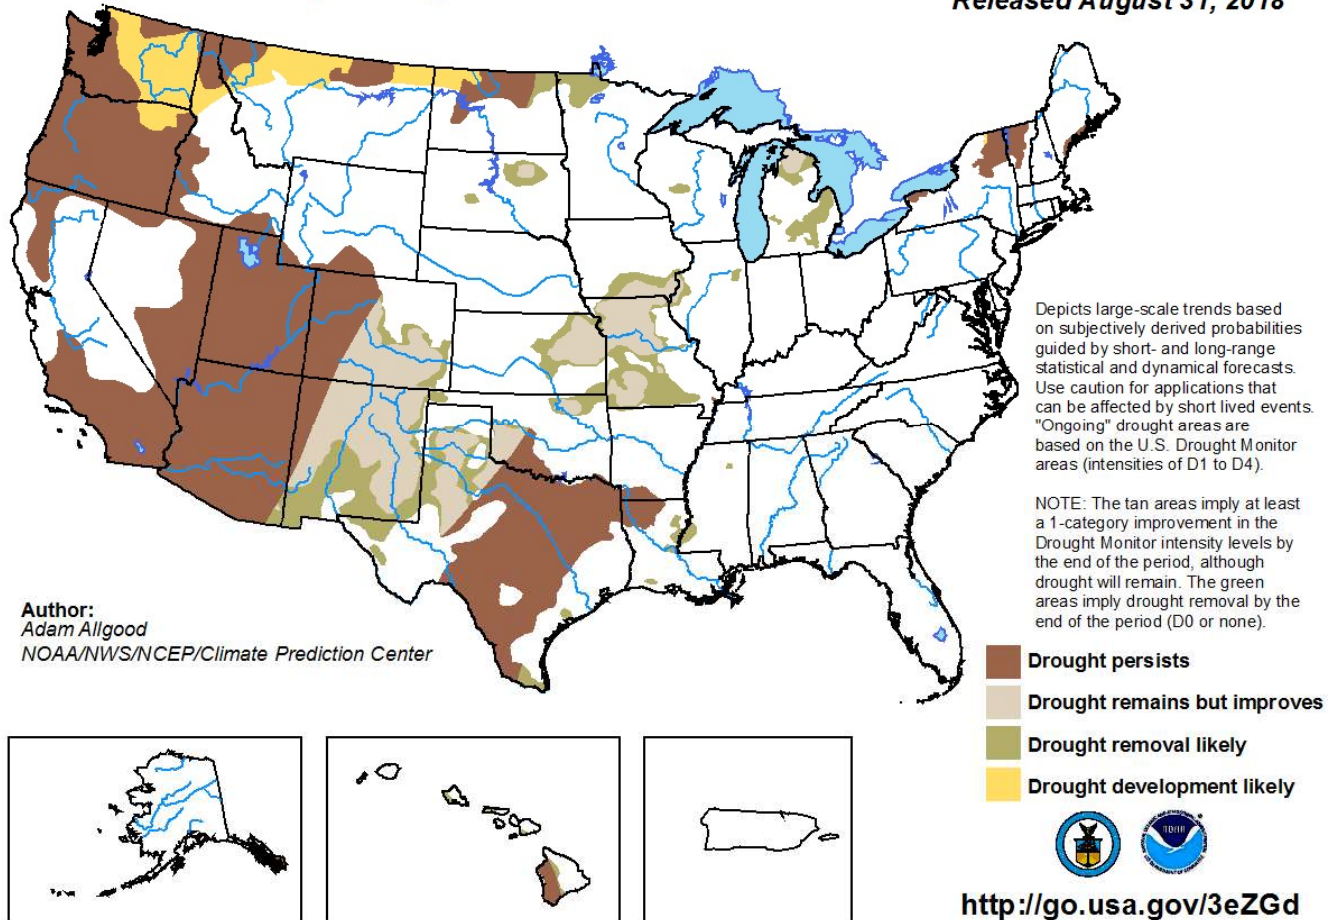 Released August 31, 2018
Depicts large-scale trends based
on subjectively derived probabilities
guided by short- and long-range
statistical and dynamical forecasts.
Use caution for applications that
can be affected by short lived events.
"Ongoing" drought areas are
based on the U.S. Drought Monitor
areas (intensities of D1 to D4).
NOTE: The tan areas imply at least
a 1-category improvement in the
Drought Monitor intensity levels by
the end of the period, although
drought will remain. The green
areas imply drought removal by the
end of the period (D0 or none).
Author:
Adam Allgood
NOAA/NWS/NCEP/Climate Prediction Center
Drought persists
Drought remains but improves
Drought removal likely
Drought development likely
http://go.usa.gov/3eZGd